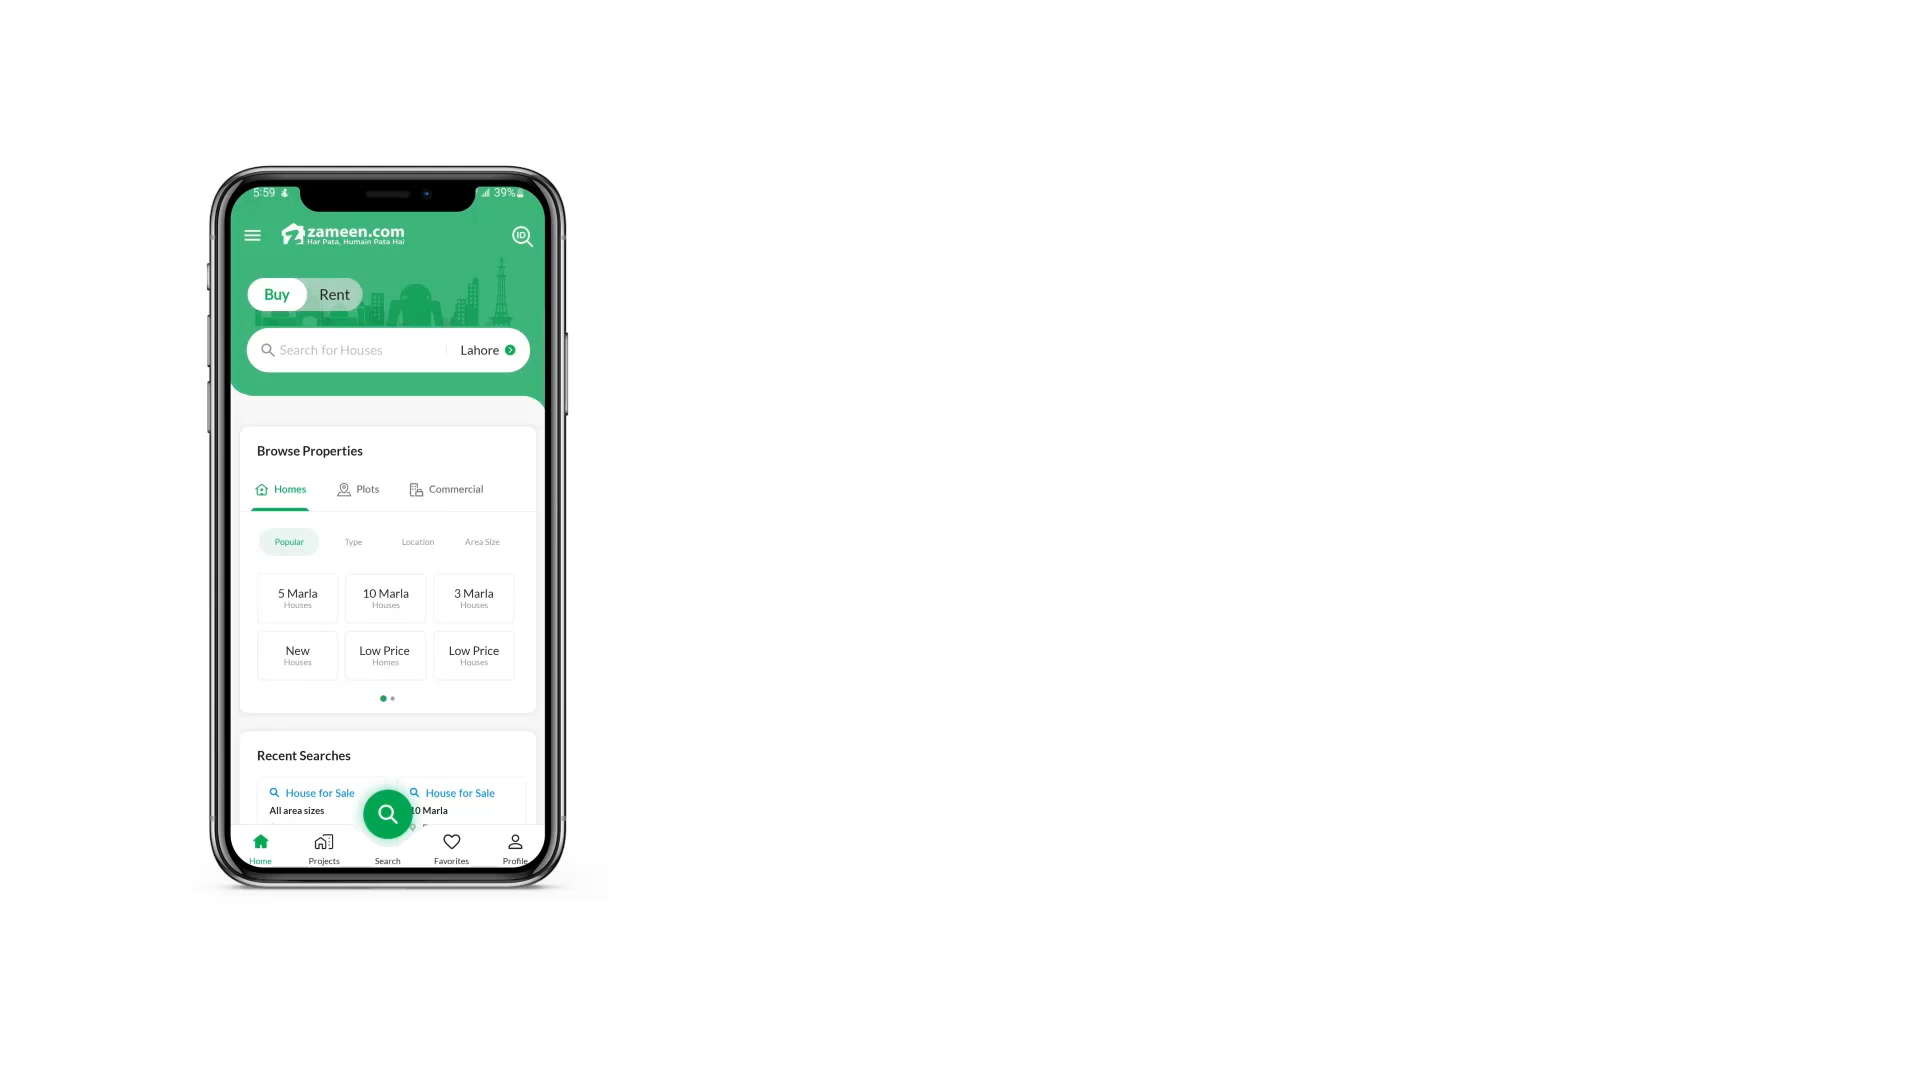 5:59 39%
zameen.com
Har Pata, Humain Pata Hai
ID
Buy Rent
Search for Houses Lahore
Browse Properties
Homes Plots Commercial
Popular Type Location Area Size
5 Marla 10 Marla 3 Marla
Houses Houses Houses
New Low Price Low Price
Houses Homes Houses
Recent Searches
House for Sale House for Sale
All area sizes 10 Marla
Home Projects Search Favorites Profile